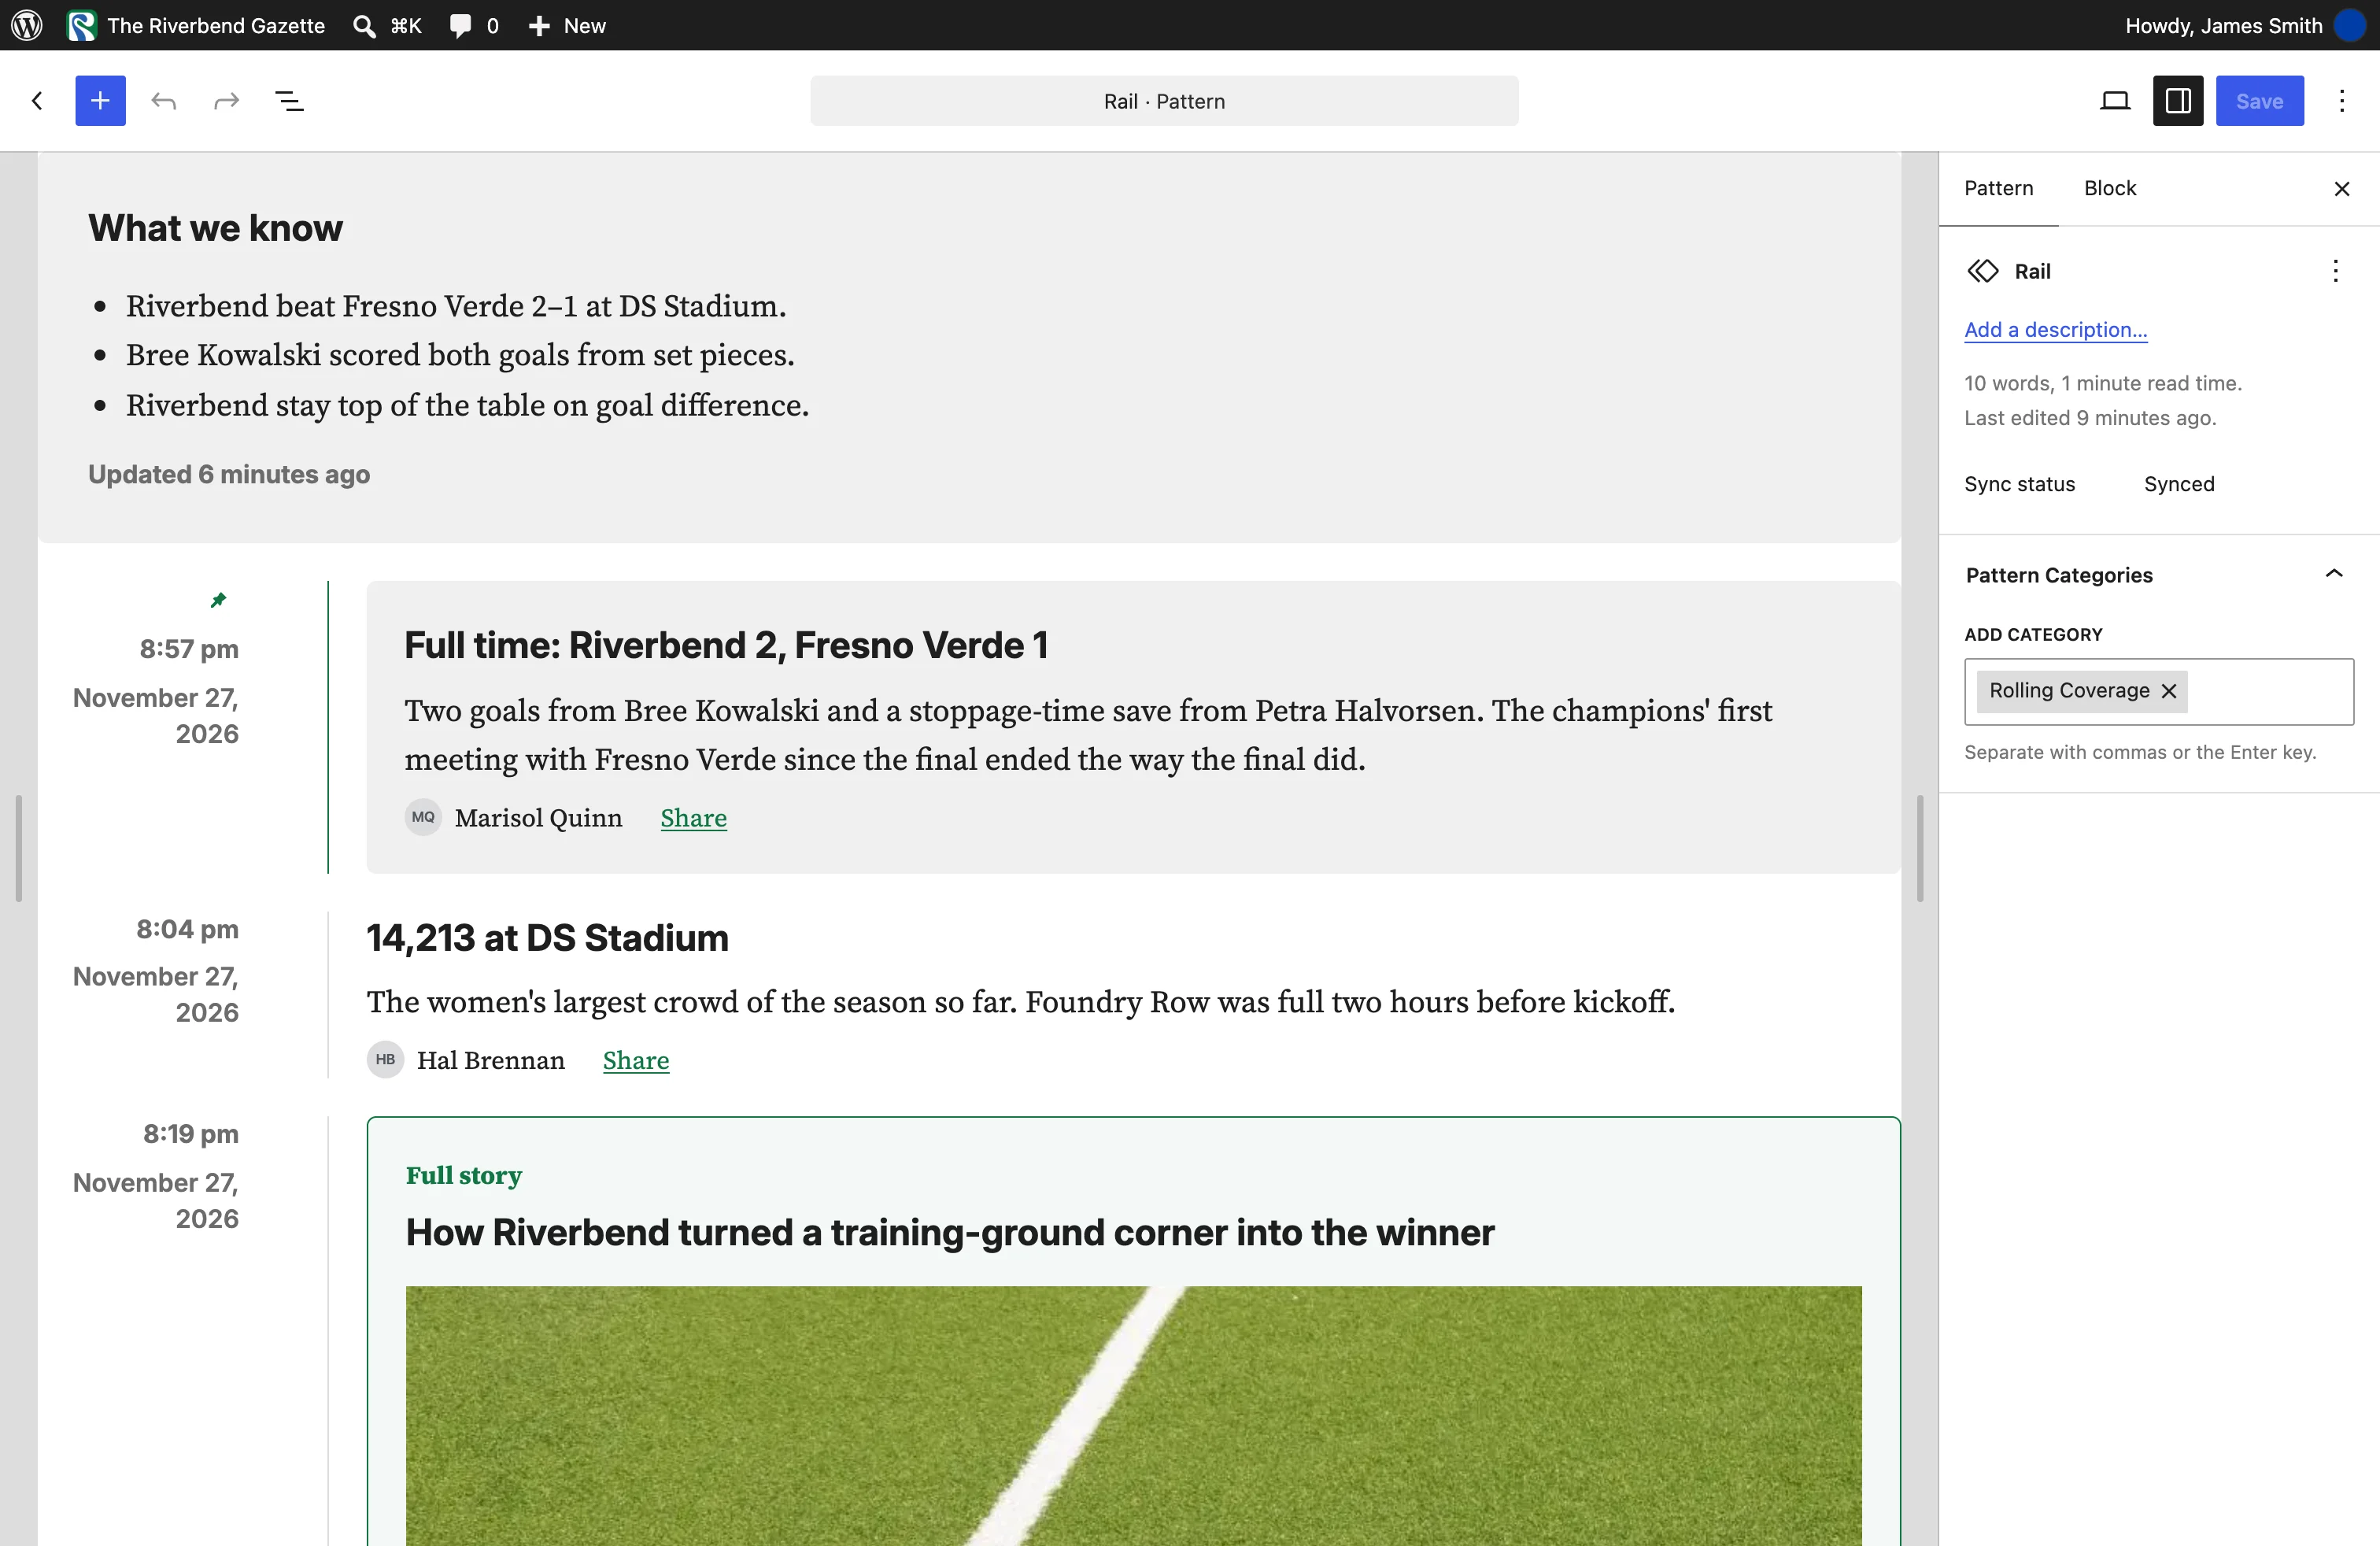 The Riverbend Gazette ⌘K 0 New Howdy, James Smith
Rail · Pattern
Save
What we know
Riverbend beat Fresno Verde 2–1 at DS Stadium.
Bree Kowalski scored both goals from set pieces.
Riverbend stay top of the table on goal difference.
Updated 6 minutes ago
8:57 pm
November 27,
2026
Full time: Riverbend 2, Fresno Verde 1
Two goals from Bree Kowalski and a stoppage-time save from Petra Halvorsen. The champions' first
meeting with Fresno Verde since the final ended the way the final did.
MQ Marisol Quinn Share
8:04 pm
November 27,
2026
14,213 at DS Stadium
The women's largest crowd of the season so far. Foundry Row was full two hours before kickoff.
HB Hal Brennan Share
8:19 pm
November 27,
2026
Full story
How Riverbend turned a training-ground corner into the winner
Pattern Block
Rail
Add a description...
10 words, 1 minute read time.
Last edited 9 minutes ago.
Sync status Synced
Pattern Categories
ADD CATEGORY
Rolling Coverage
Separate with commas or the Enter key.